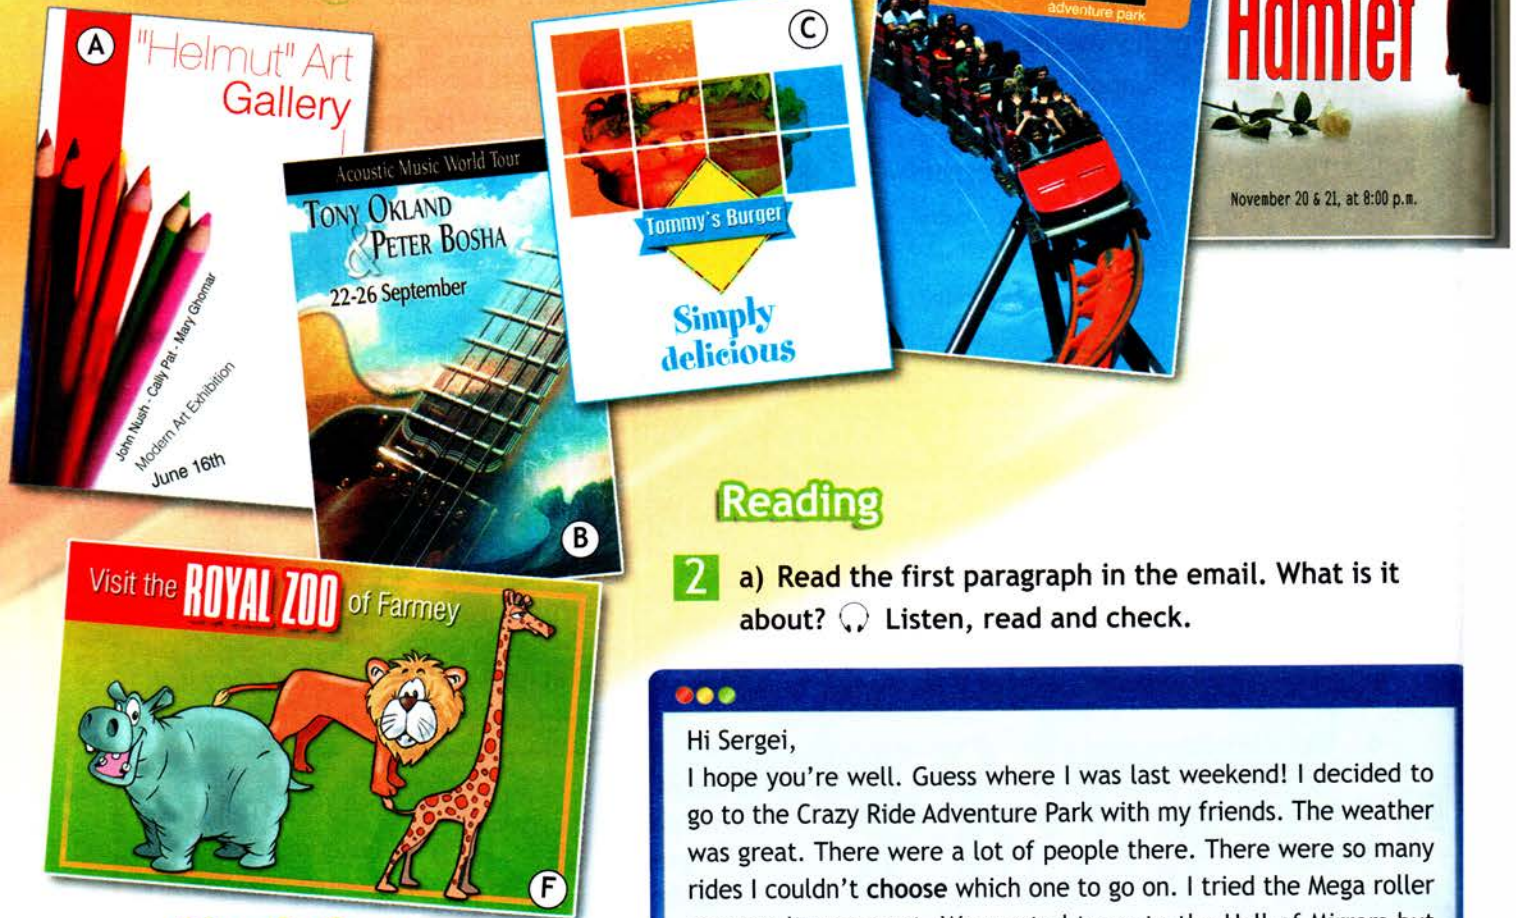 A
"Helmut" Art
Gallery
John Nush - Cally Pat - Mary Ghomar
Modern Art Exhibition
June 16th
Acoustic Music World Tour
TONY OKLAND
& PETER BOSHA
22-26 September
B
C
Tommy's Burger
Simply
delicious
adventure park
Hamlet
November 20 & 21, at 8:00 p.m.
Visit the ROYAL ZOO of Farmey
F
Reading
2 a) Read the first paragraph in the email. What is it
about? Listen, read and check.
Hi Sergei,
I hope you're well. Guess where I was last weekend! I decided to
go to the Crazy Ride Adventure Park with my friends. The weather
was great. There were a lot of people there. There were so many
rides I couldn't choose which one to go on. I tried the Mega roller